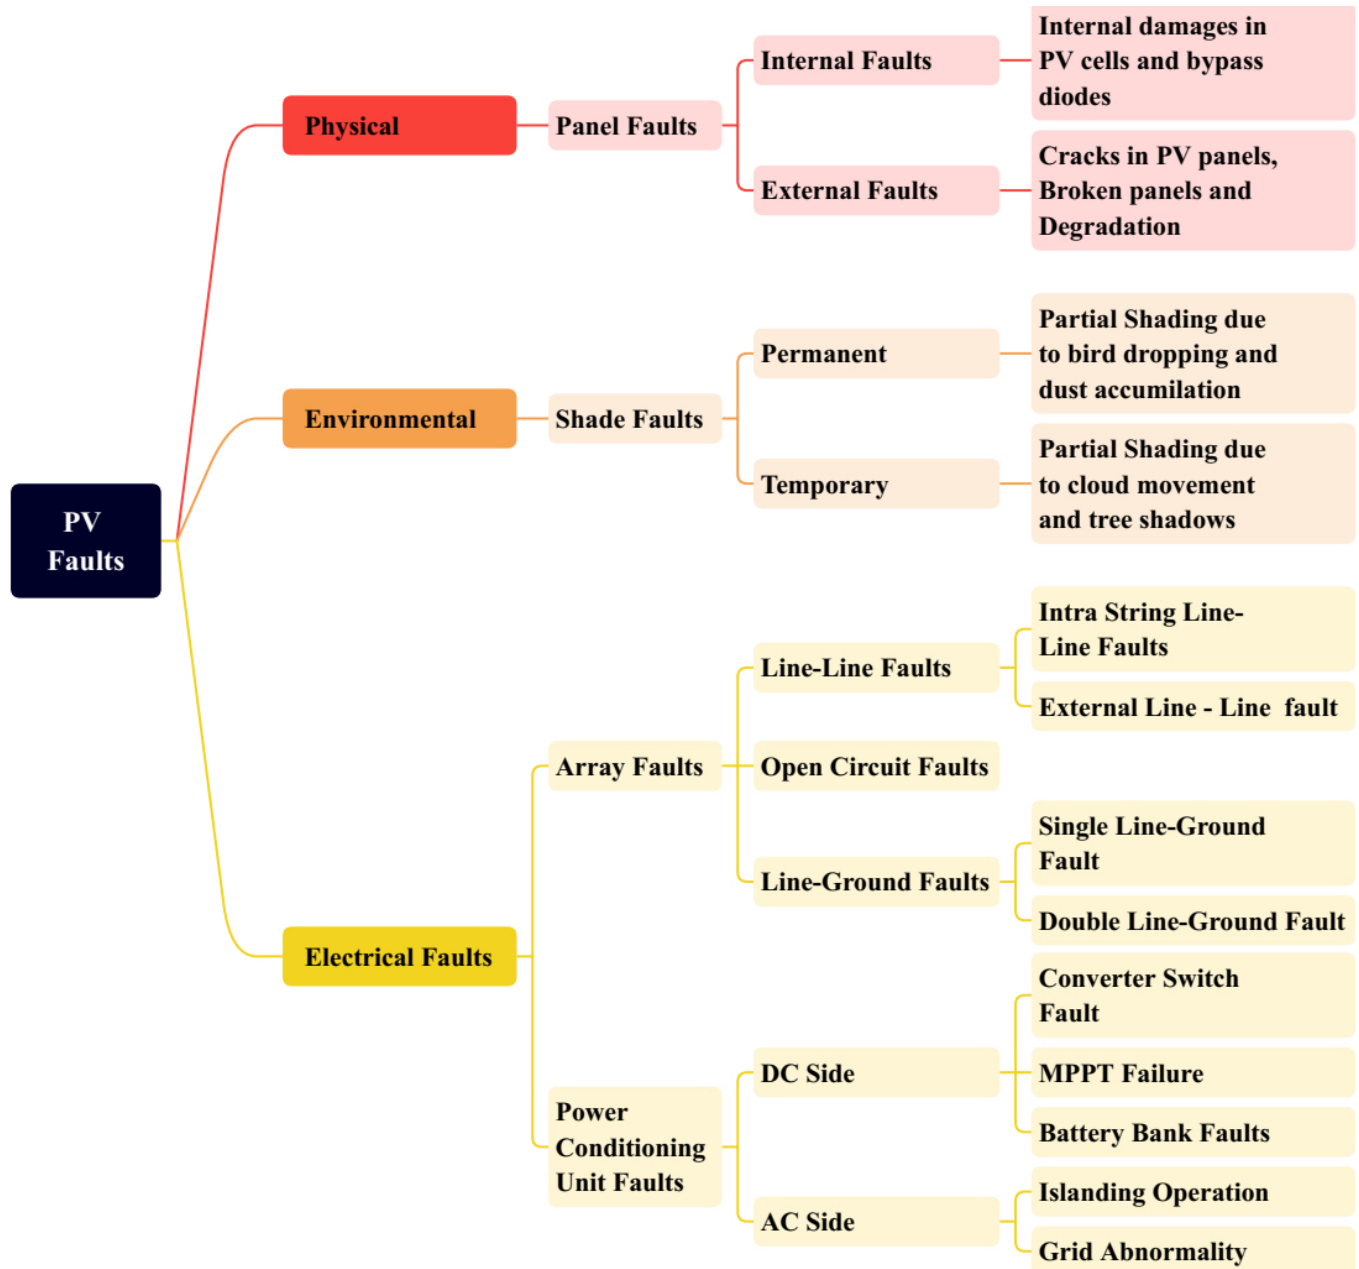 PV
Faults
Physical
Panel Faults
Internal Faults
Internal damages in
PV cells and bypass
diodes
External Faults
Cracks in PV panels,
Broken panels and
Degradation
Environmental
Shade Faults
Permanent
Partial Shading due
to bird dropping and
dust accumilation
Temporary
Partial Shading due
to cloud movement
and tree shadows
Electrical Faults
Array Faults
Line-Line Faults
Intra String Line-
Line Faults
External Line - Line  fault
Open Circuit Faults
Line-Ground Faults
Single Line-Ground
Fault
Double Line-Ground Fault
Power
Conditioning
Unit Faults
DC Side
Converter Switch
Fault
MPPT Failure
Battery Bank Faults
AC Side
Islanding Operation
Grid Abnormality